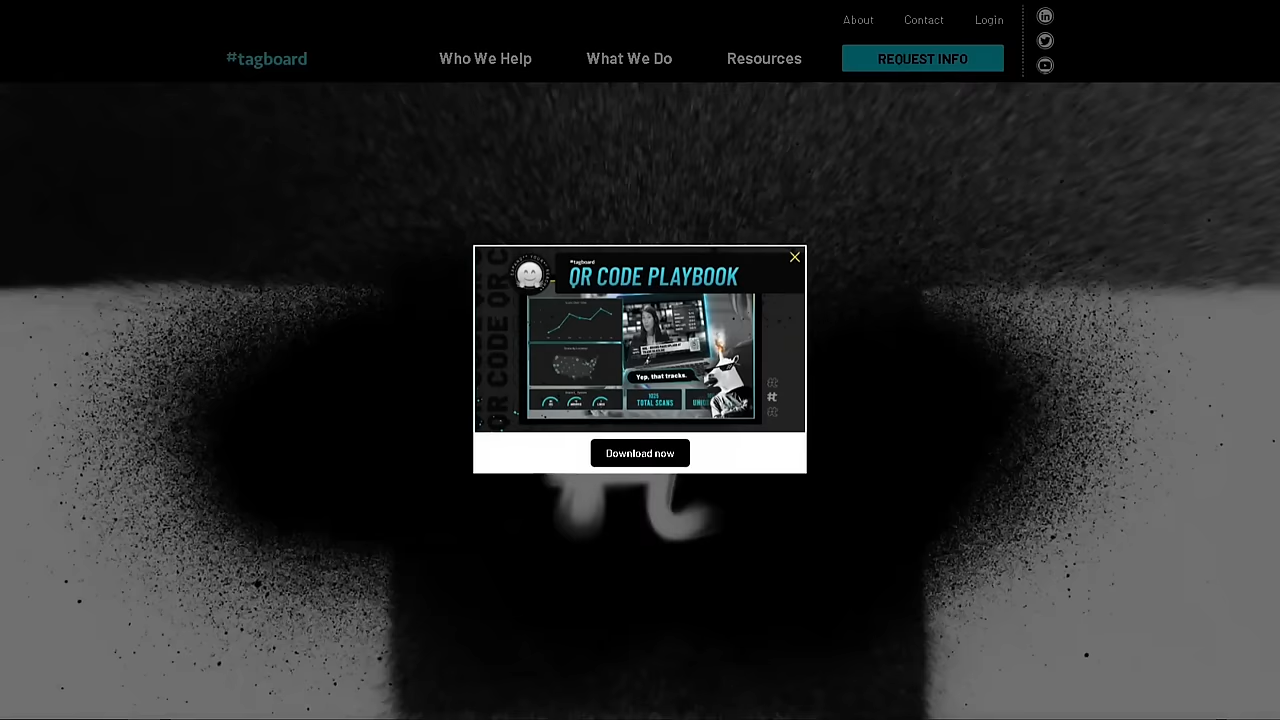 About
Contact
Login
#tagboard
Who We Help
What We Do
Resources
REQUEST INFO
#tagboard
QR CODE PLAYBOOK
Yep, that tracks.
TOTAL SCANS
Download now